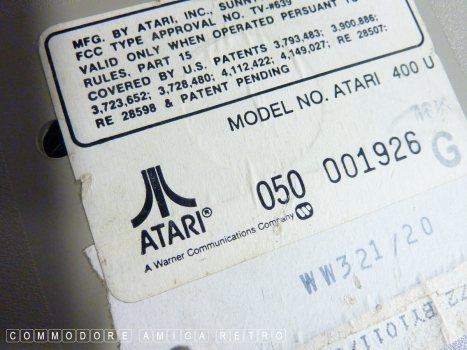 MFG. BY ATARI, INC., SUNNY
FCC TYPE APPROVAL NO. TV-#639
VALID ONLY WHEN OPERATED PERSUANT TO
RULES, PART 15
COVERED BY U.S. PATENTS 3,793,483; 3,900,886;
3,723,652; 3,728,480; 4,112,422; 4,149,027; RE 28507:
RE 28598 & PATENT PENDING
MODEL NO. ATARI 400 U
ATARI®
050 001926
G
A Warner Communications Company
WW321/20
COMMODORE AMIGA RETRO